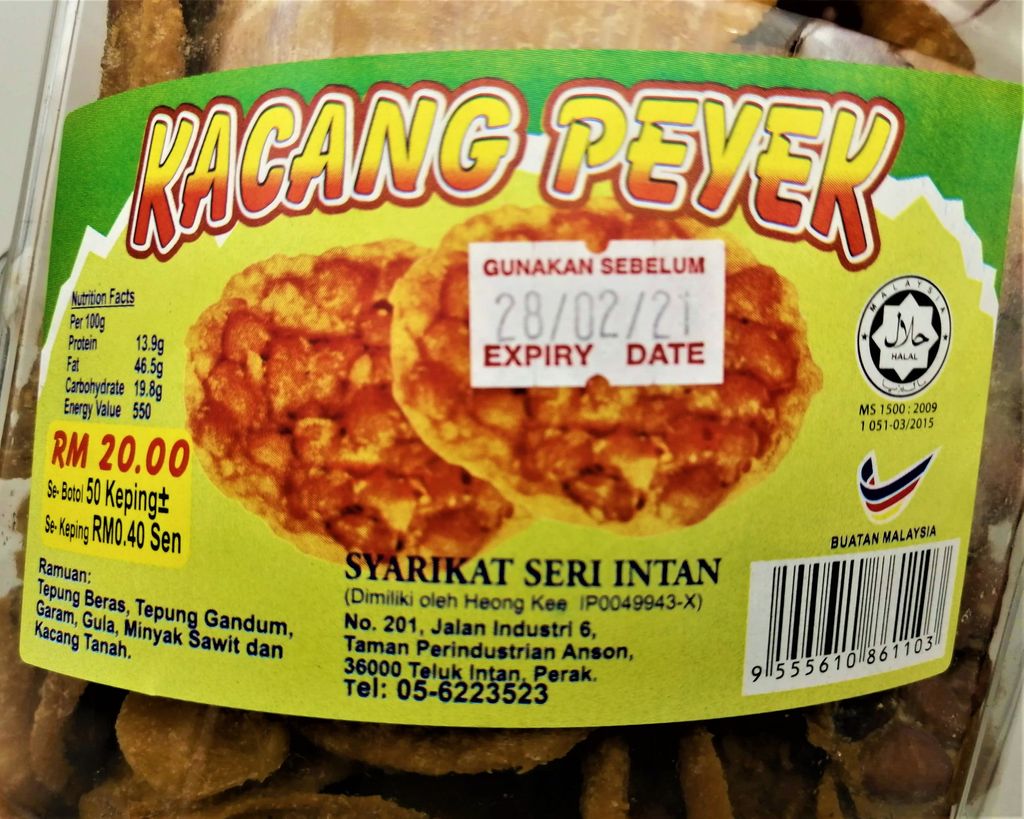 KACANG PEYEK
GUNAKAN SEBELUM
28/02/21
EXPIRY DATE
Nutrition Facts
Per 100g
Protein 13.9g
Fat 46.5g
Carbohydrate 19.8g
Energy Value 550
RM 20.00
Se- Botol 50 Keping±
Se- Keping RM0.40 Sen
Ramuan:
Tepung Beras, Tepung Gandum,
Garam, Gula, Minyak Sawit dan
Kacang Tanah.
SYARIKAT SERI INTAN
(Dimiliki oleh Heong Kee IP0049943-X)
No. 201, Jalan Industri 6,
Taman Perindustrian Anson,
36000 Teluk Intan, Perak.
Tel: 05-6223523
MALAYSIA
حلال
HALAL
MS 1500 : 2009
1 051-03/2015
BUATAN MALAYSIA
9 555610 861103